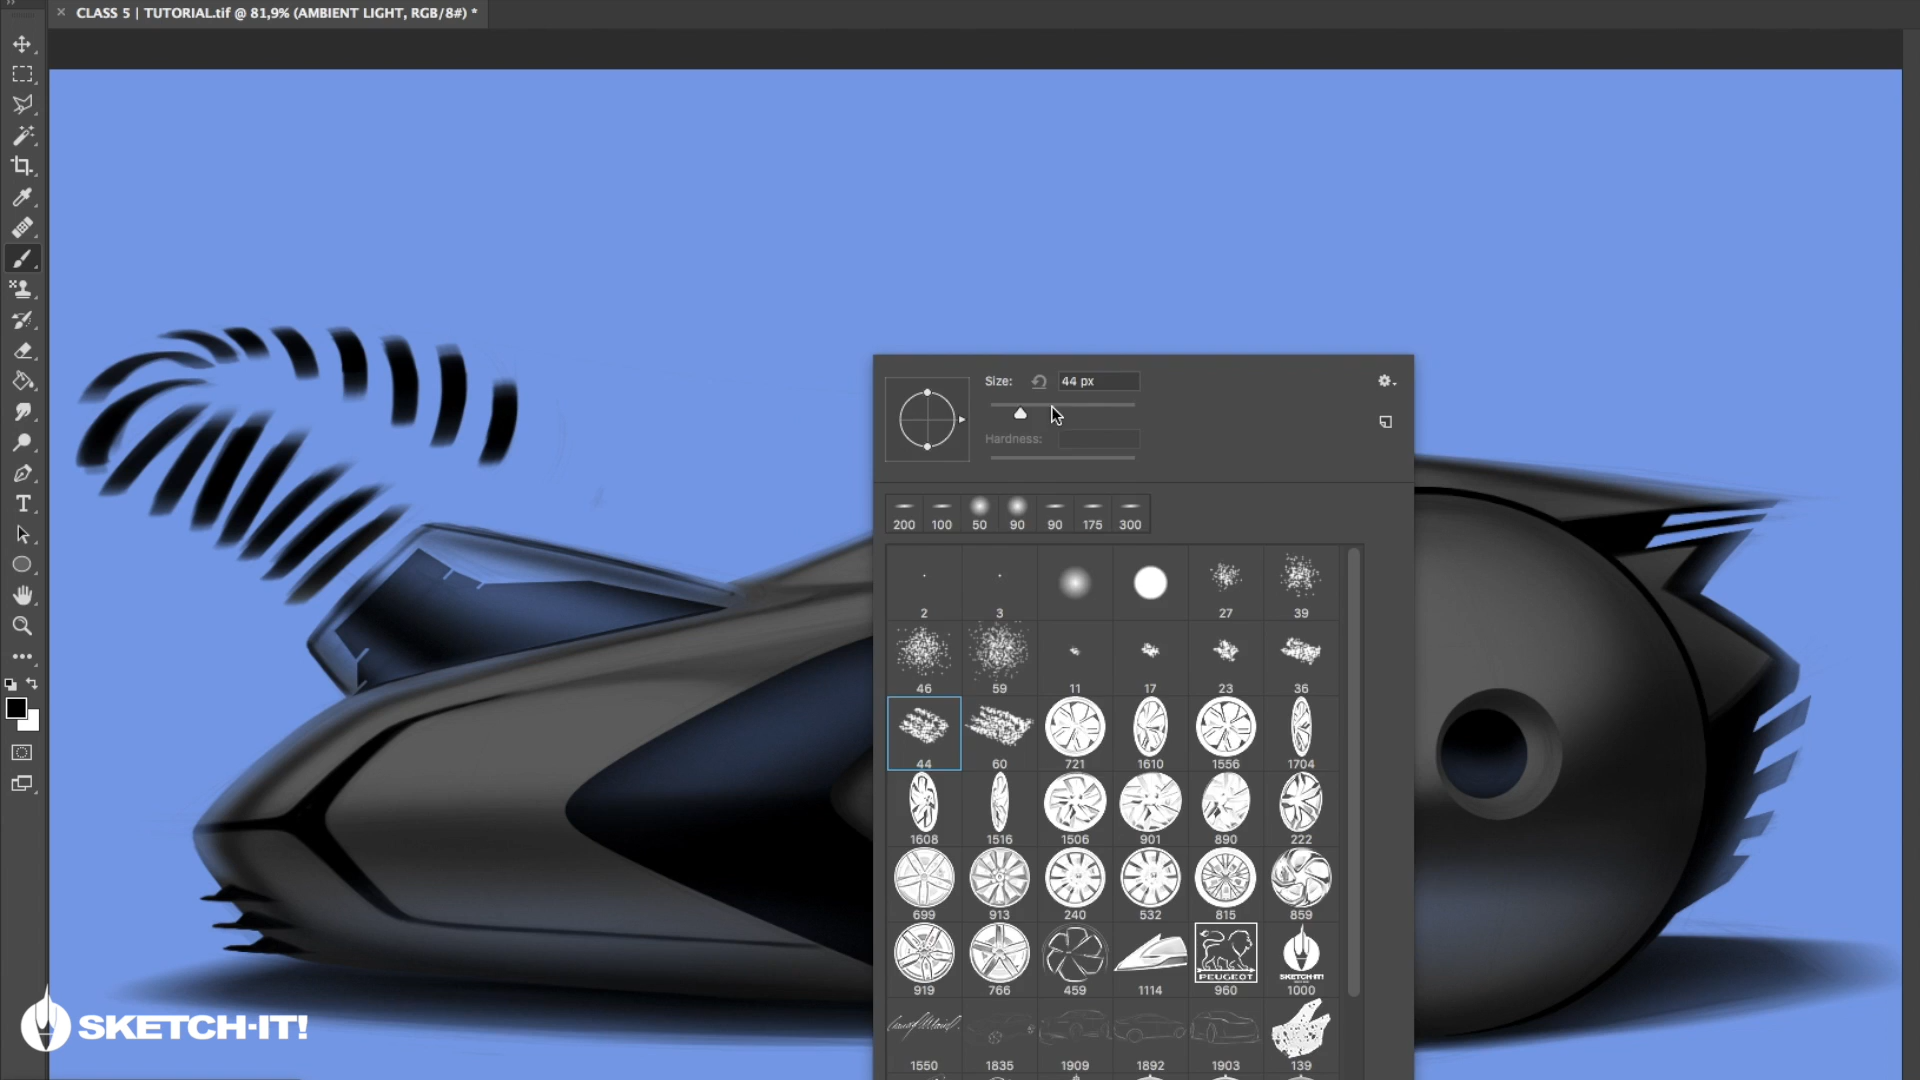 CLASS 5 | TUTORIAL.tif @ 81,9% (AMBIENT LIGHT, RGB/8#) *
Size: 44 px
Hardness:
200 100 50 90 90 175 300
2 3 27 39
46 59 11 17 23 36
44 60 721 1610 1556 1704
1608 1516 1506 901 890 222
699 913 240 532 815 859
PEUGEOT SKETCH-IT!
919 766 459 1114 960 1000
1550 1835 1909 1892 1903 139
SKETCH-IT!